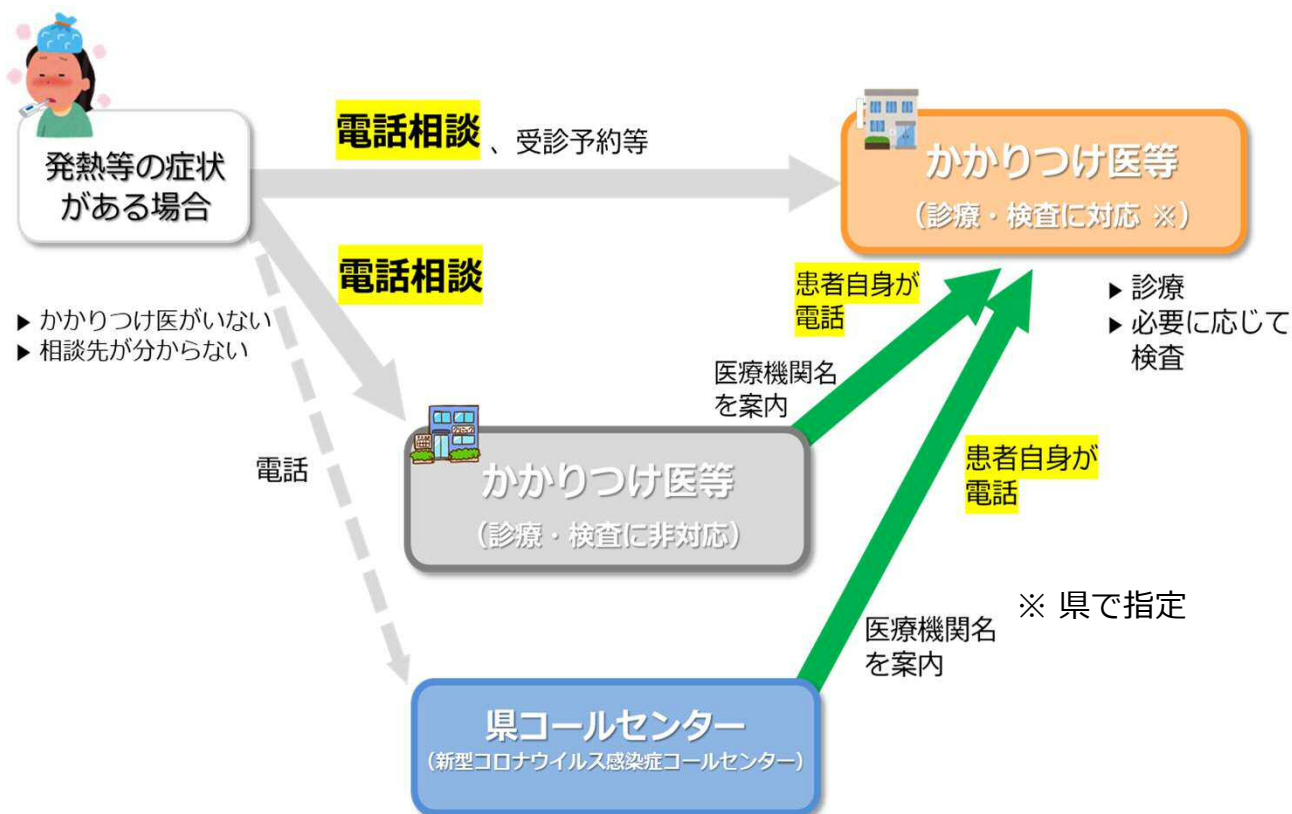 電話相談 、受診予約等
発熱等の症状
がある場合
かかりつけ医等
（診療・検査に対応 ※）
電話相談
患者自身が
電話
▶ 診療
▶ 必要に応じて
検査
▶ かかりつけ医がいない
▶ 相談先が分からない
医療機関名
を案内
電話
かかりつけ医等
（診療・検査に非対応）
患者自身が
電話
※ 県で指定
医療機関名
を案内
県コールセンター
（新型コロナウイルス感染症コールセンター）